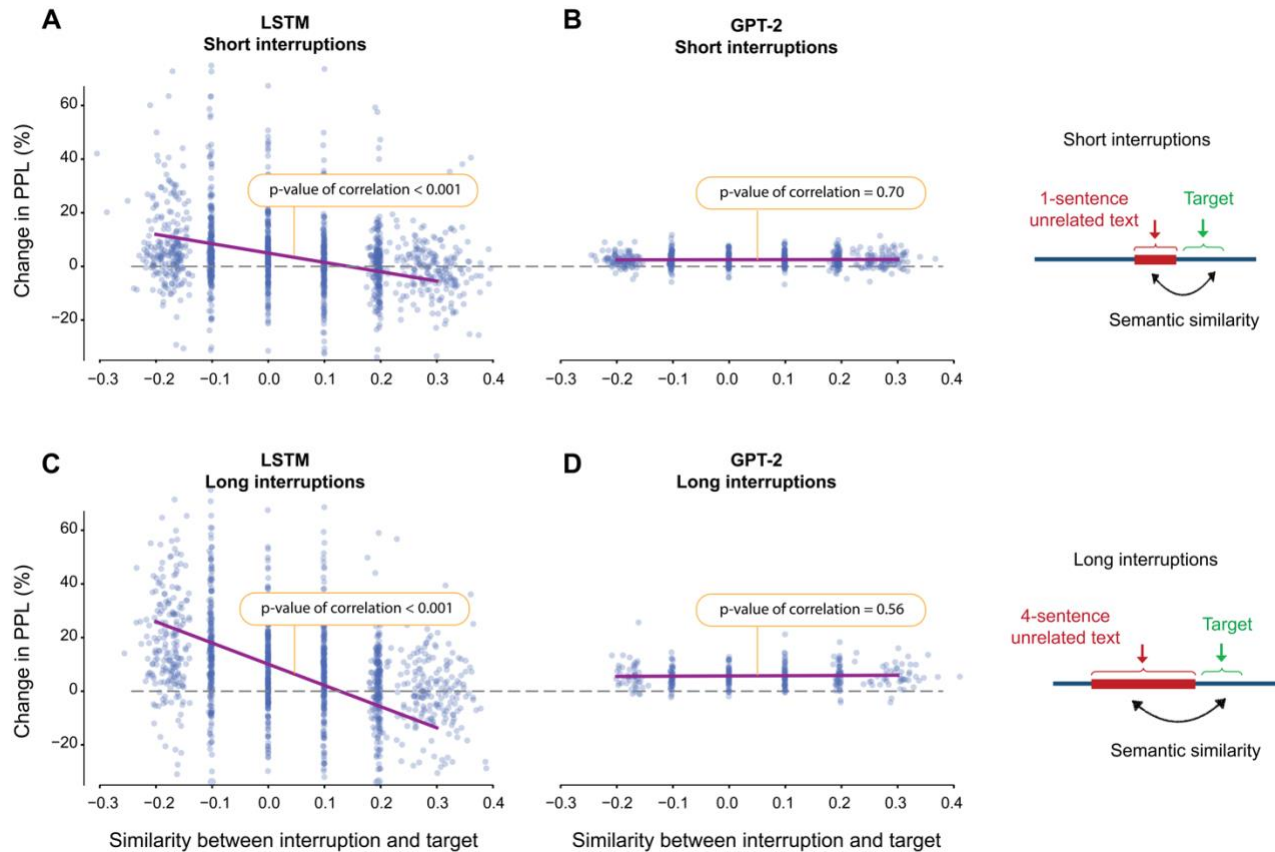 A
LSTM
Short interruptions
B
GPT-2
Short interruptions
Change in PPL (%)
60
40
20
0
−20
p-value of correlation < 0.001
p-value of correlation = 0.70
−0.3 −0.2 −0.1 0.0 0.1 0.2 0.3 0.4
−0.3 −0.2 −0.1 0.0 0.1 0.2 0.3 0.4
Short interruptions
1-sentence
unrelated text
Target
Semantic similarity
C
LSTM
Long interruptions
D
GPT-2
Long interruptions
Change in PPL (%)
60
40
20
0
−20
p-value of correlation < 0.001
p-value of correlation = 0.56
−0.3 −0.2 −0.1 0.0 0.1 0.2 0.3 0.4
−0.3 −0.2 −0.1 0.0 0.1 0.2 0.3 0.4
Similarity between interruption and target
Similarity between interruption and target
Long interruptions
4-sentence
unrelated text
Target
Semantic similarity